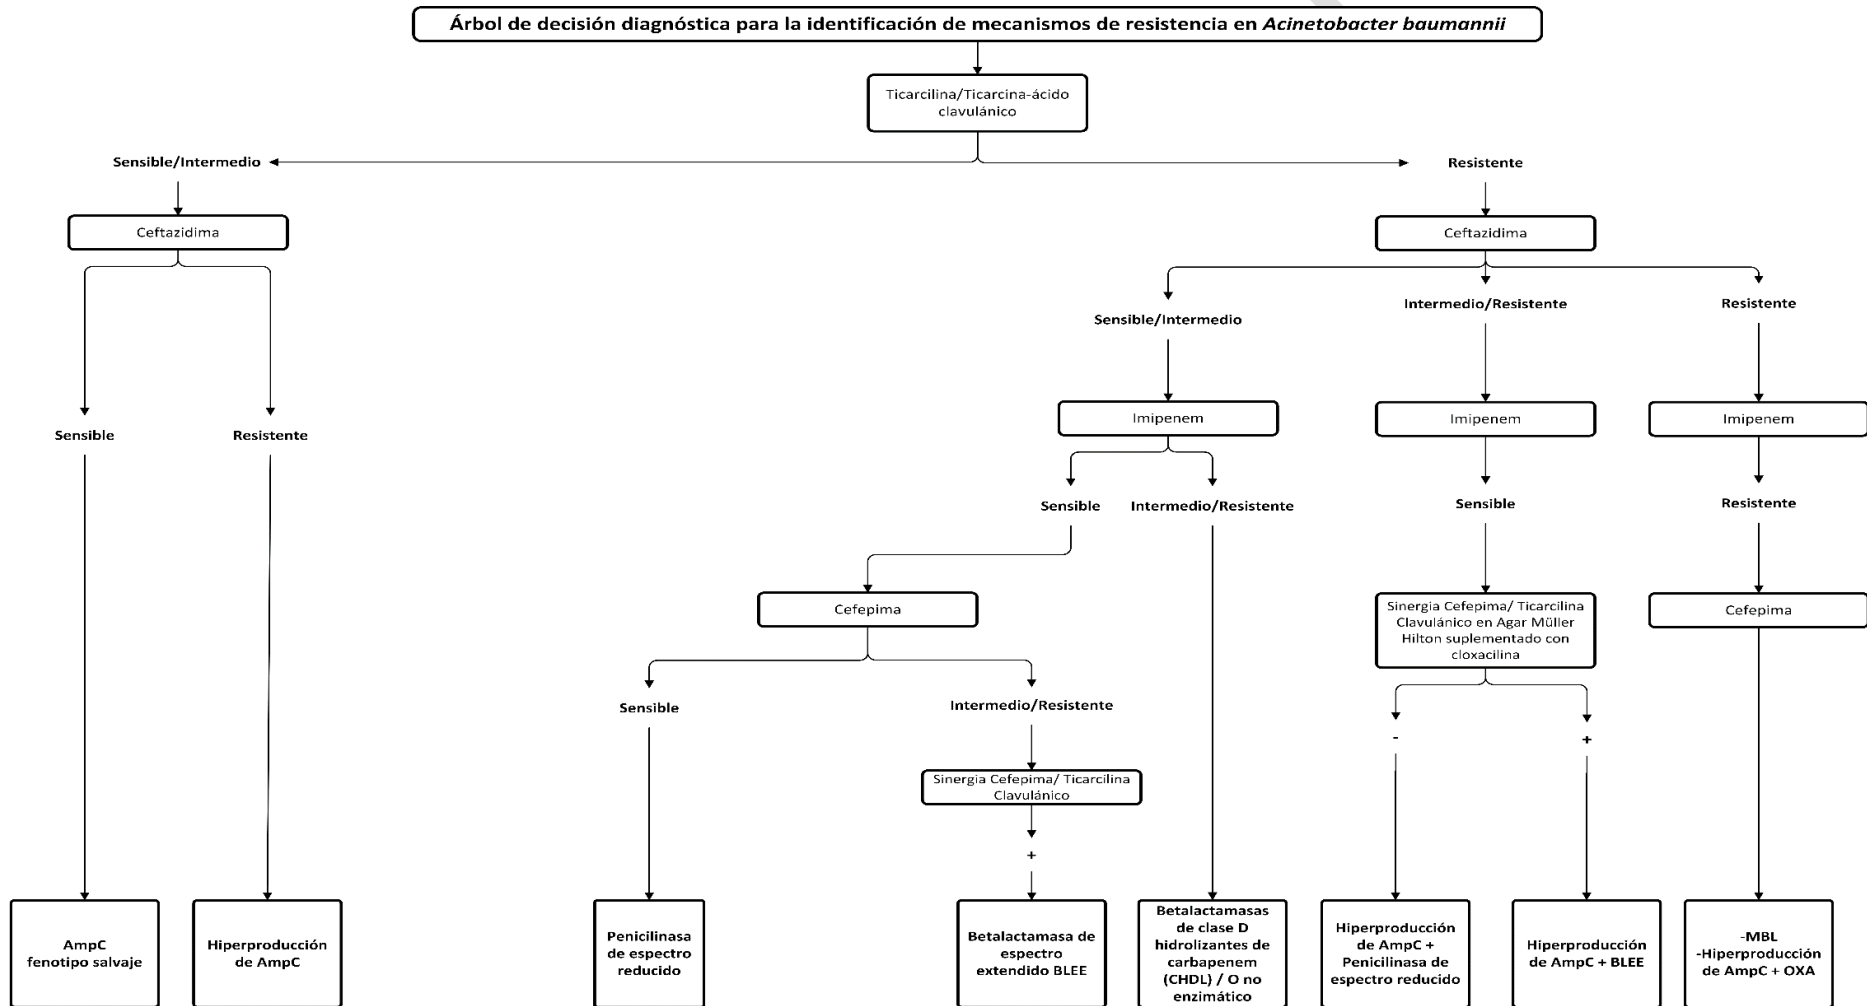 Árbol de decisión diagnóstica para la identificación de mecanismos de resistencia en Acinetobacter baumannii
Ticarcilina/Ticarcina-ácido
clavulánico
Sensible/Intermedio
Resistente
Ceftazidima
Ceftazidima
Sensible/Intermedio
Intermedio/Resistente
Resistente
Imipenem
Imipenem
Imipenem
Sensible
Resistente
Sensible
Intermedio/Resistente
Sensible
Resistente
Cefepima
Sinergia Cefepima/ Ticarcilina
Clavulánico en Agar Müller
Hilton suplementado con
cloxacilina
Cefepima
Sensible
Intermedio/Resistente
-
+
Sinergia Cefepima/ Ticarcilina
Clavulánico
+
AmpC
fenotipo salvaje
Hiperproducción
de AmpC
Penicilinasa
de espectro
reducido
Betalactamasa de
espectro
extendido BLEE
Betalactamasas
de clase D
hidrolizantes de
carbapenem
(CHDL) / O no
enzimático
Hiperproducción
de AmpC +
Penicilinasa de
espectro reducido
Hiperproducción
de AmpC + BLEE
-MBL
-Hiperproducción
de AmpC + OXA